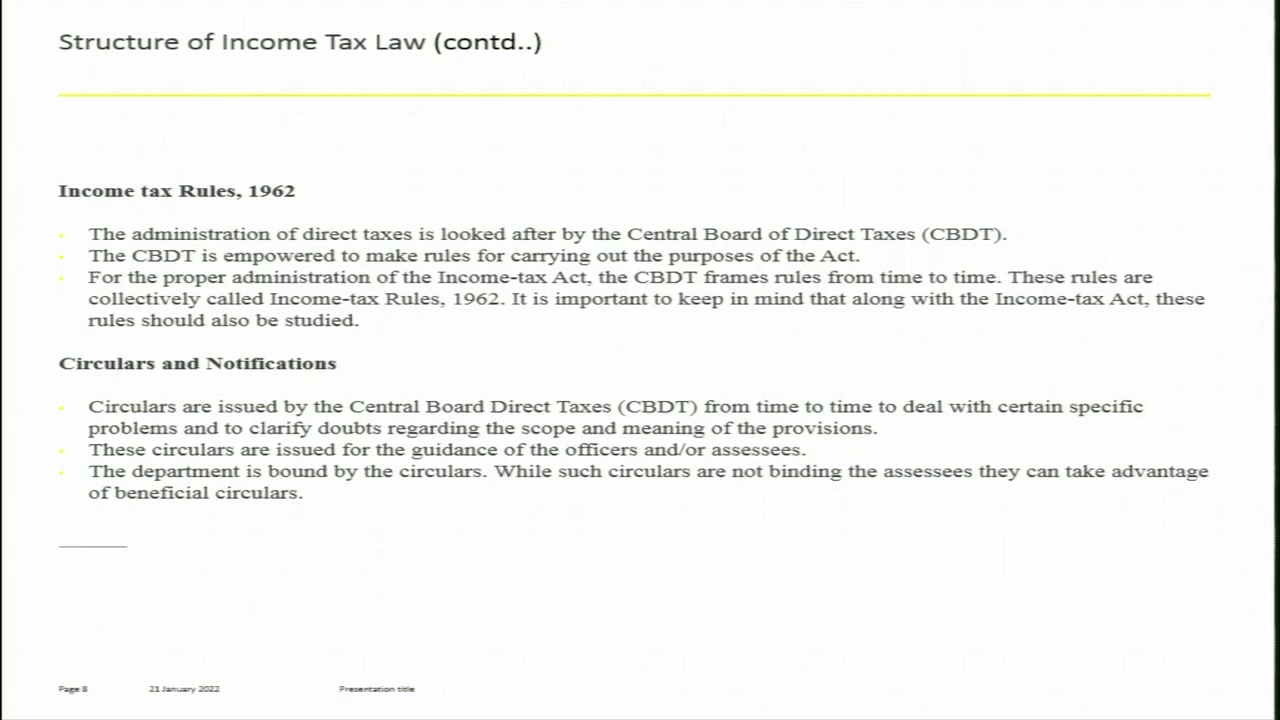 Structure of Income Tax Law (contd..)
Income tax Rules, 1962
The administration of direct taxes is looked after by the Central Board of Direct Taxes (CBDT).
The CBDT is empowered to make rules for carrying out the purposes of the Act.
For the proper administration of the Income-tax Act, the CBDT frames rules from time to time. These rules are
collectively called Income-tax Rules, 1962. It is important to keep in mind that along with the Income-tax Act, these
rules should also be studied.
Circulars and Notifications
Circulars are issued by the Central Board Direct Taxes (CBDT) from time to time to deal with certain specific
problems and to clarify doubts regarding the scope and meaning of the provisions.
These circulars are issued for the guidance of the officers and/or assessees.
The department is bound by the circulars. While such circulars are not binding the assessees they can take advantage
of beneficial circulars.
Page 8 21 January 2022 Presentation title